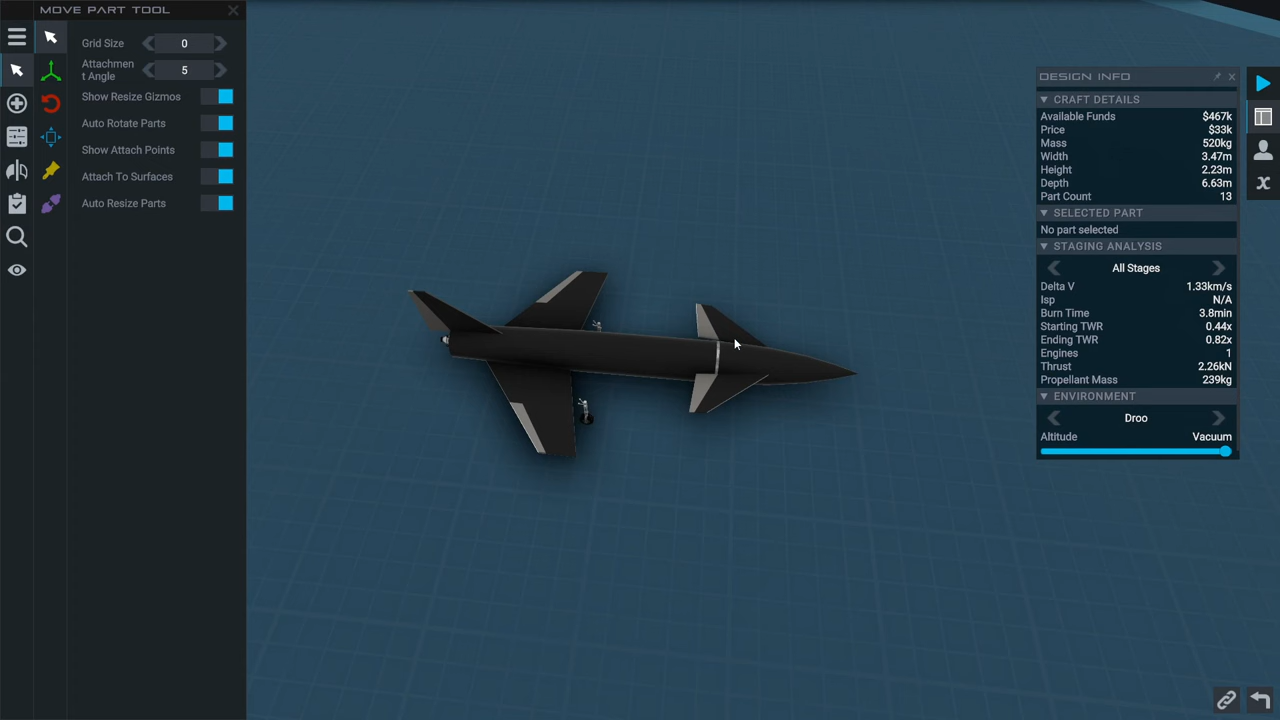 MOVE PART TOOL
Grid Size 0
Attachmen
t Angle 5
Show Resize Gizmos
Auto Rotate Parts
Show Attach Points
Attach To Surfaces
Auto Resize Parts
DESIGN INFO
CRAFT DETAILS
Available Funds $467k
Price $33k
Mass 520kg
Width 3.47m
Height 2.23m
Depth 6.63m
Part Count 13
SELECTED PART
No part selected
STAGING ANALYSIS
All Stages
Delta V 1.33km/s
Isp N/A
Burn Time 3.8min
Starting TWR 0.44x
Ending TWR 0.82x
Engines 1
Thrust 2.26kN
Propellant Mass 239kg
ENVIRONMENT
Droo
Altitude Vacuum